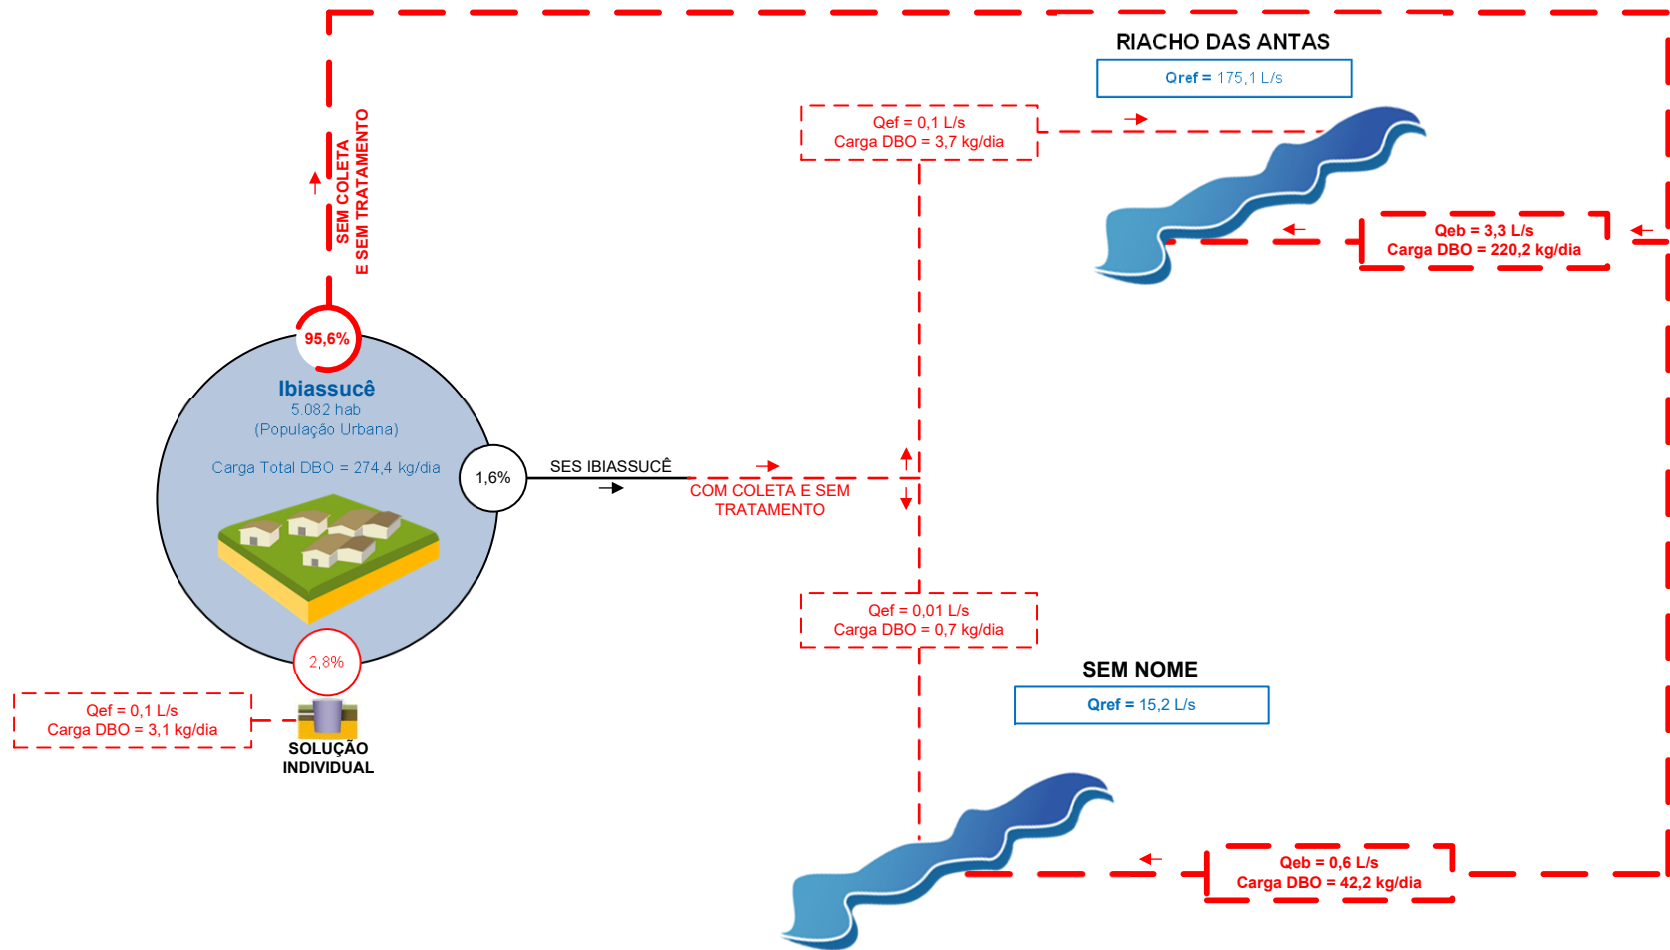 RIACHO DAS ANTAS
Qref = 175,1 L/s
Qef = 0,1 L/s
Carga DBO = 3,7 kg/dia
SEM COLETA
E SEM TRATAMENTO
Qeb = 3,3 L/s
Carga DBO = 220,2 kg/dia
95,6%
Ibiassucê
5.082 hab
(População Urbana)
Carga Total DBO = 274,4 kg/dia
1,6%
SES IBIASSUCÊ
COM COLETA E SEM
TRATAMENTO
Qef = 0,01 L/s
Carga DBO = 0,7 kg/dia
2,8%
SEM NOME
Qref = 15,2 L/s
Qef = 0,1 L/s
Carga DBO = 3,1 kg/dia
SOLUÇÃO
INDIVIDUAL
Qeb = 0,6 L/s
Carga DBO = 42,2 kg/dia